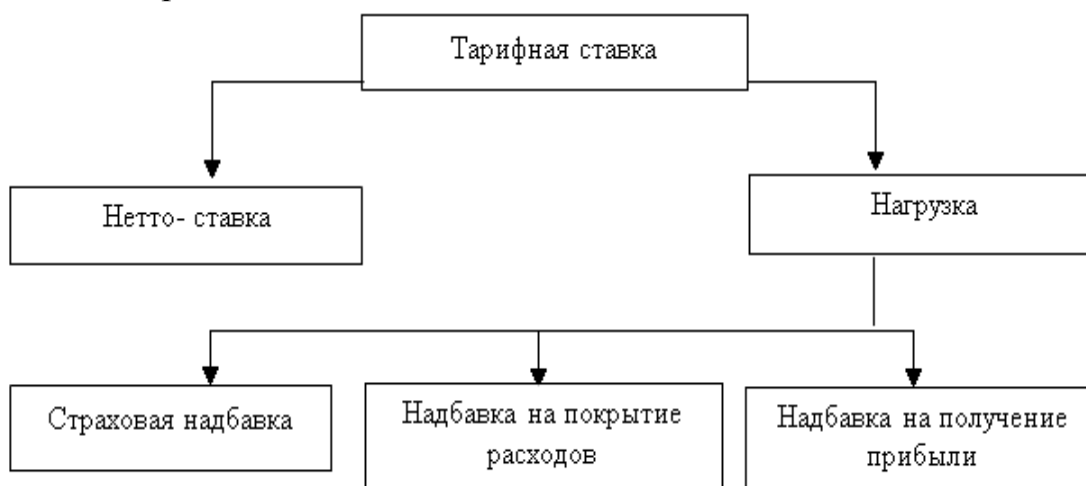 Тарифная ставка
Нетто- ставка
Нагрузка
Страховая надбавка
Надбавка на покрытие
расходов
Надбавка на получение
прибыли